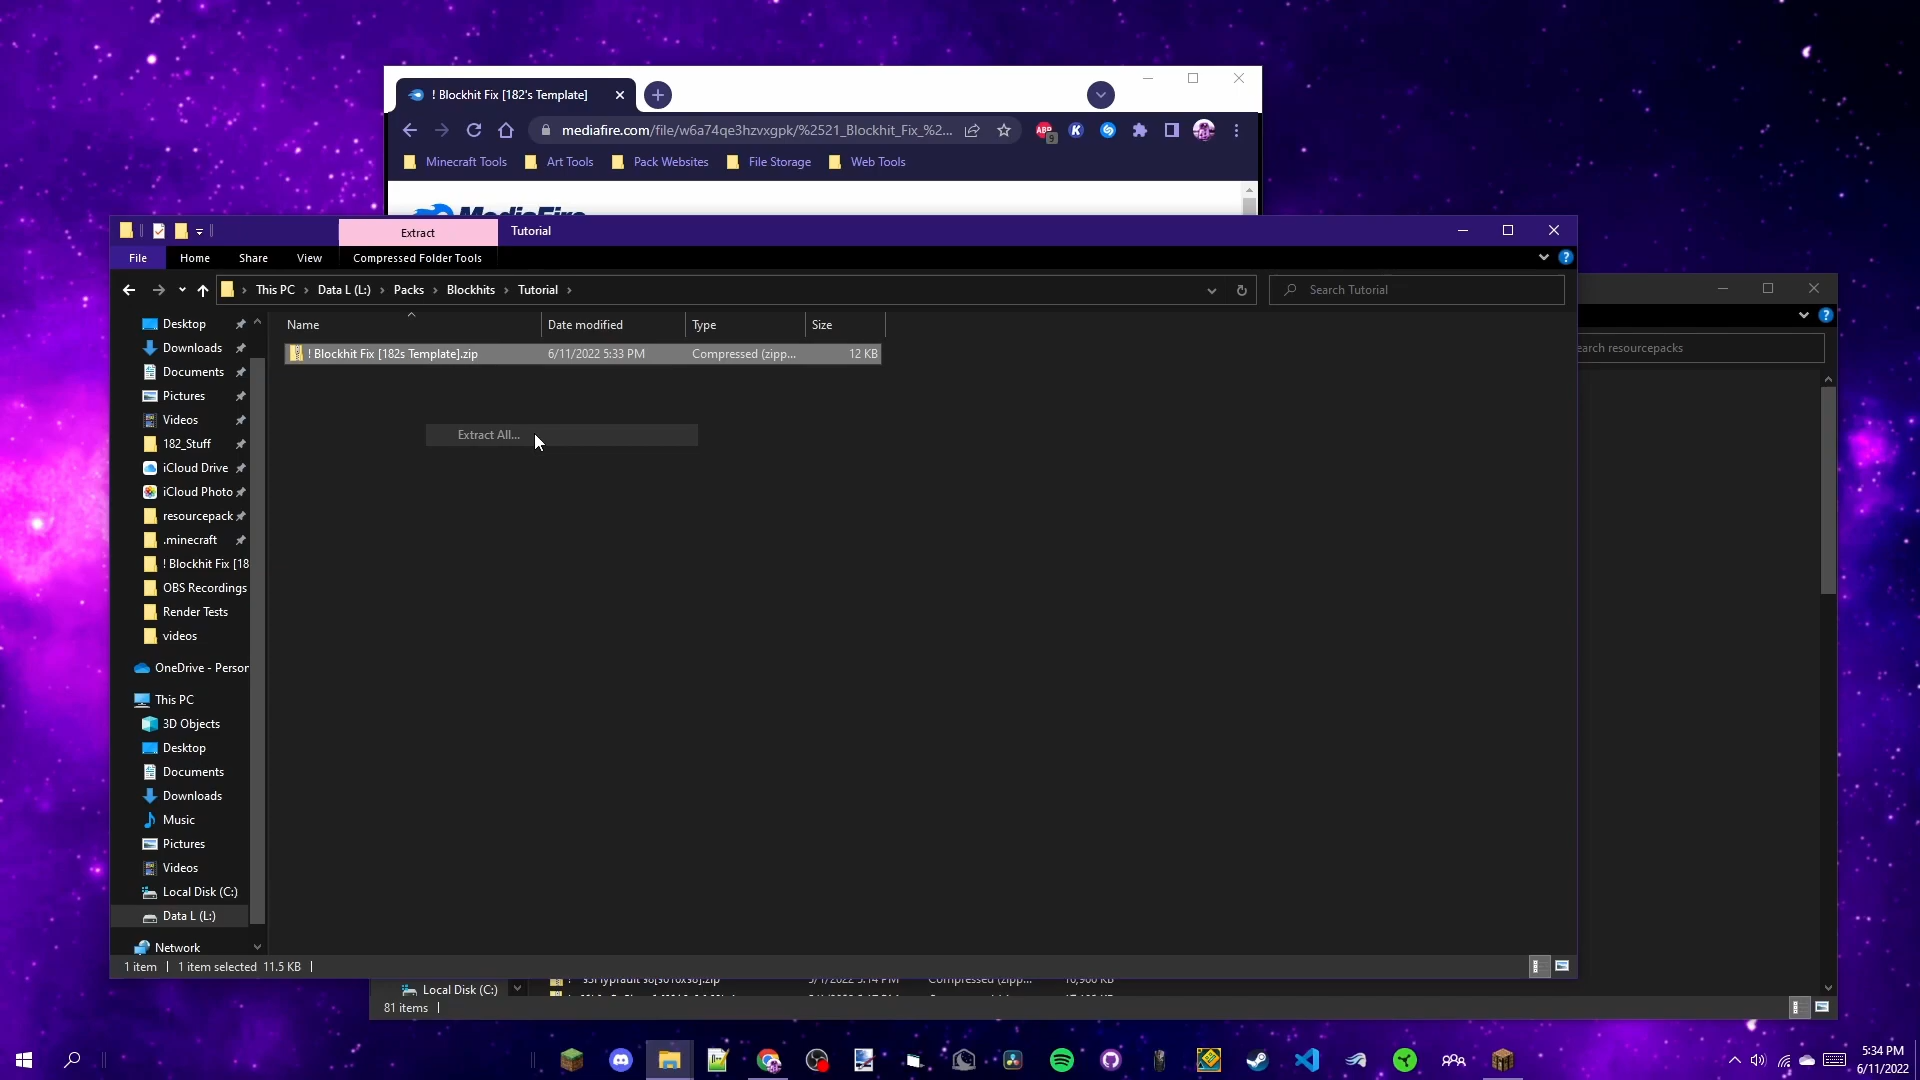 ! Blockhit Fix [182's Template]
mediafire.com/file/w6a74qe3hzvxgpk/%2521_Blockhit_Fix_%2...
ABP
9
K
Minecraft Tools
Art Tools
Pack Websites
File Storage
Web Tools
MediaFire
Extract
Tutorial
File
Home
Share
View
Compressed Folder Tools
This PC › Data L (L:) › Packs › Blockhits › Tutorial ›
Search Tutorial
earch resourcepacks
Name
Date modified
Type
Size
! Blockhit Fix [182s Template].zip
6/11/2022 5:33 PM
Compressed (zipp...
12 KB
Extract All...
Desktop
Downloads
Documents
Pictures
Videos
182_Stuff
iCloud Drive
iCloud Photo
resourcepack
.minecraft
! Blockhit Fix [18
OBS Recordings
Render Tests
videos
OneDrive - Person
This PC
3D Objects
Desktop
Documents
Downloads
Music
Pictures
Videos
Local Disk (C:)
Data L (L:)
Network
1 item
1 item selected 11.5 KB
Local Disk (C:)
81 items
5:34 PM
6/11/2022